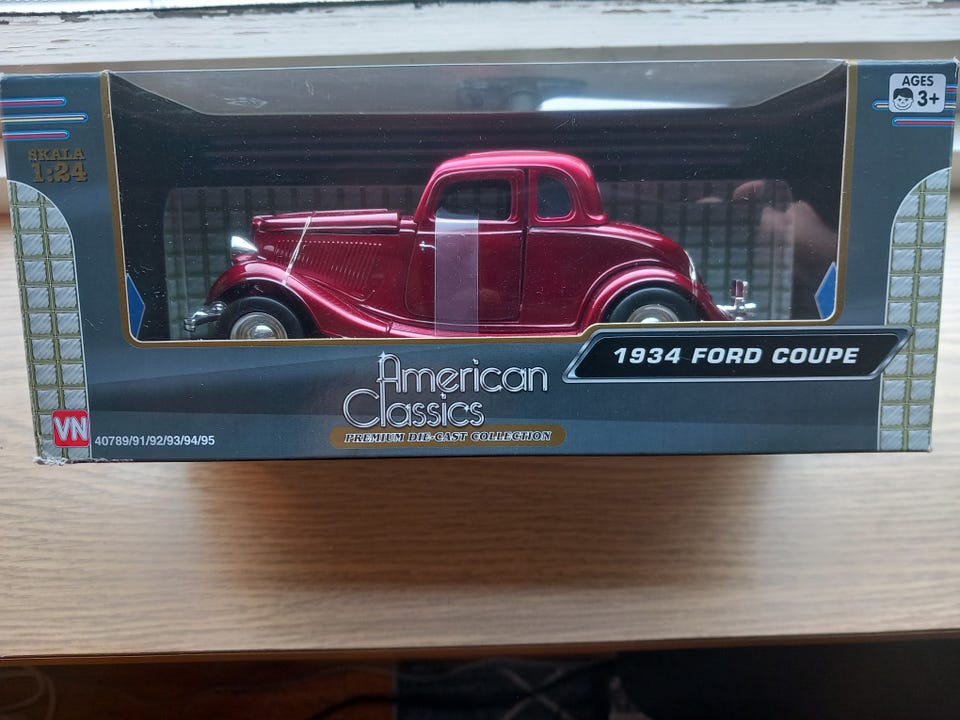 AGES
3+
SKALA
1:24
1934 FORD COUPE
American
Classics
PREMIUM DIE-CAST COLLECTION
VN
40789/91/92/93/94/95